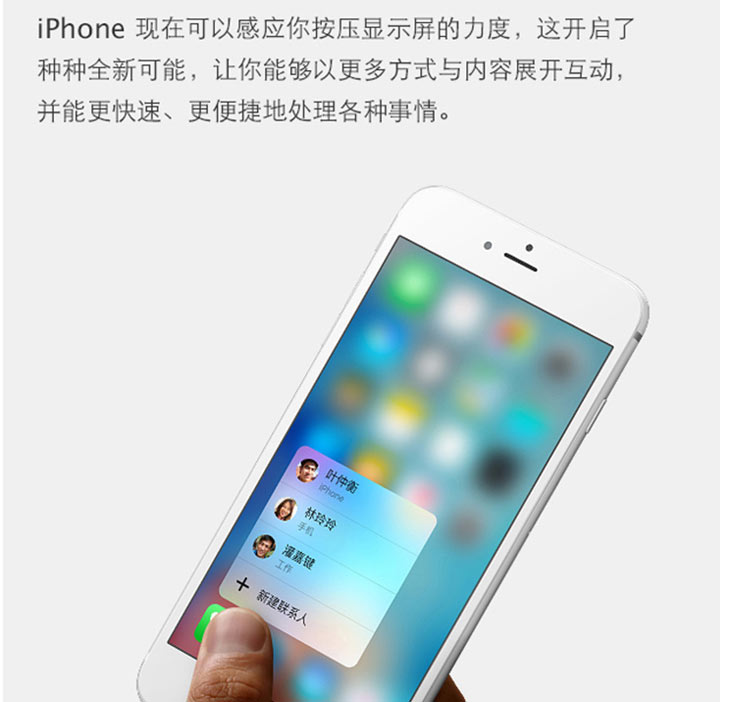 iPhone 现在可以感应你按压显示屏的力度，这开启了
种种全新可能，让你能够以更多方式与内容展开互动，
并能更快速、更便捷地处理各种事情。
叶仲衡
iPhone
林玲玲
手机
灌嘉键
工作
+ 新建联系人